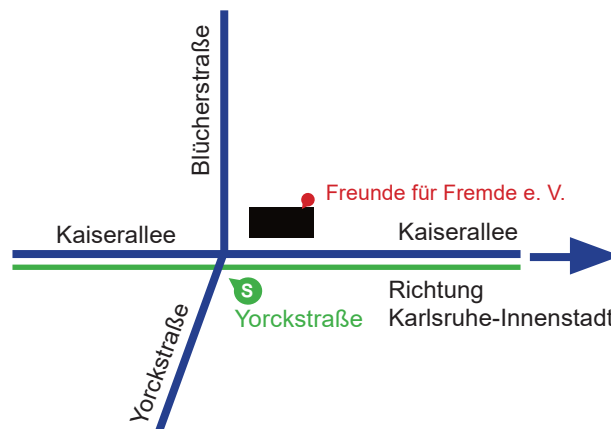 Blücherstraße
Freunde für Fremde e. V.
Kaiserallee
Kaiserallee
S
Yorckstraße
Richtung
Karlsruhe-Innenstadt
Yorckstraße